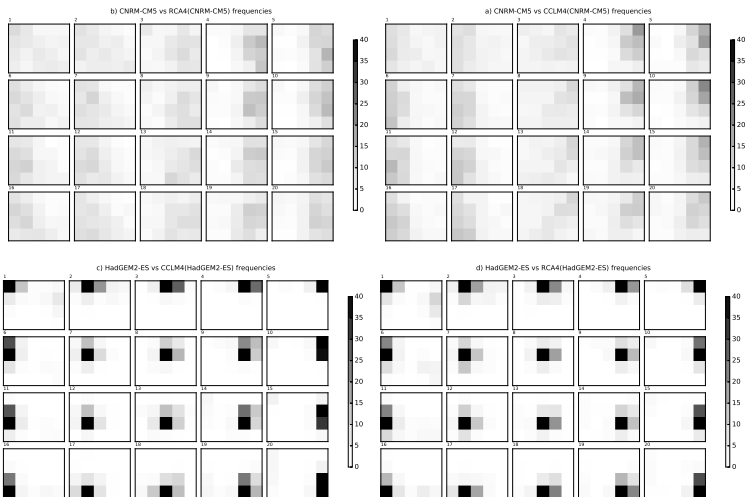 b) CNRM-CM5 vs RCA4(CNRM-CM5) frequencies
1 2 3 4 5
6 7 8 9 10
11 12 13 14 15
16 17 18 19 20
40
35
30
25
20
15
10
5
0
a) CNRM-CM5 vs CCLM4(CNRM-CM5) frequencies
1 2 3 4 5
6 7 8 9 10
11 12 13 14 15
16 17 18 19 20
40
35
30
25
20
15
10
5
0
c) HadGEM2-ES vs CCLM4(HadGEM2-ES) frequencies
1 2 3 4 5
6 7 8 9 10
11 12 13 14 15
16 17 18 19 20
40
35
30
25
20
15
10
5
0
d) HadGEM2-ES vs RCA4(HadGEM2-ES) frequencies
1 2 3 4 5
6 7 8 9 10
11 12 13 14 15
16 17 18 19 20
40
35
30
25
20
15
10
5
0